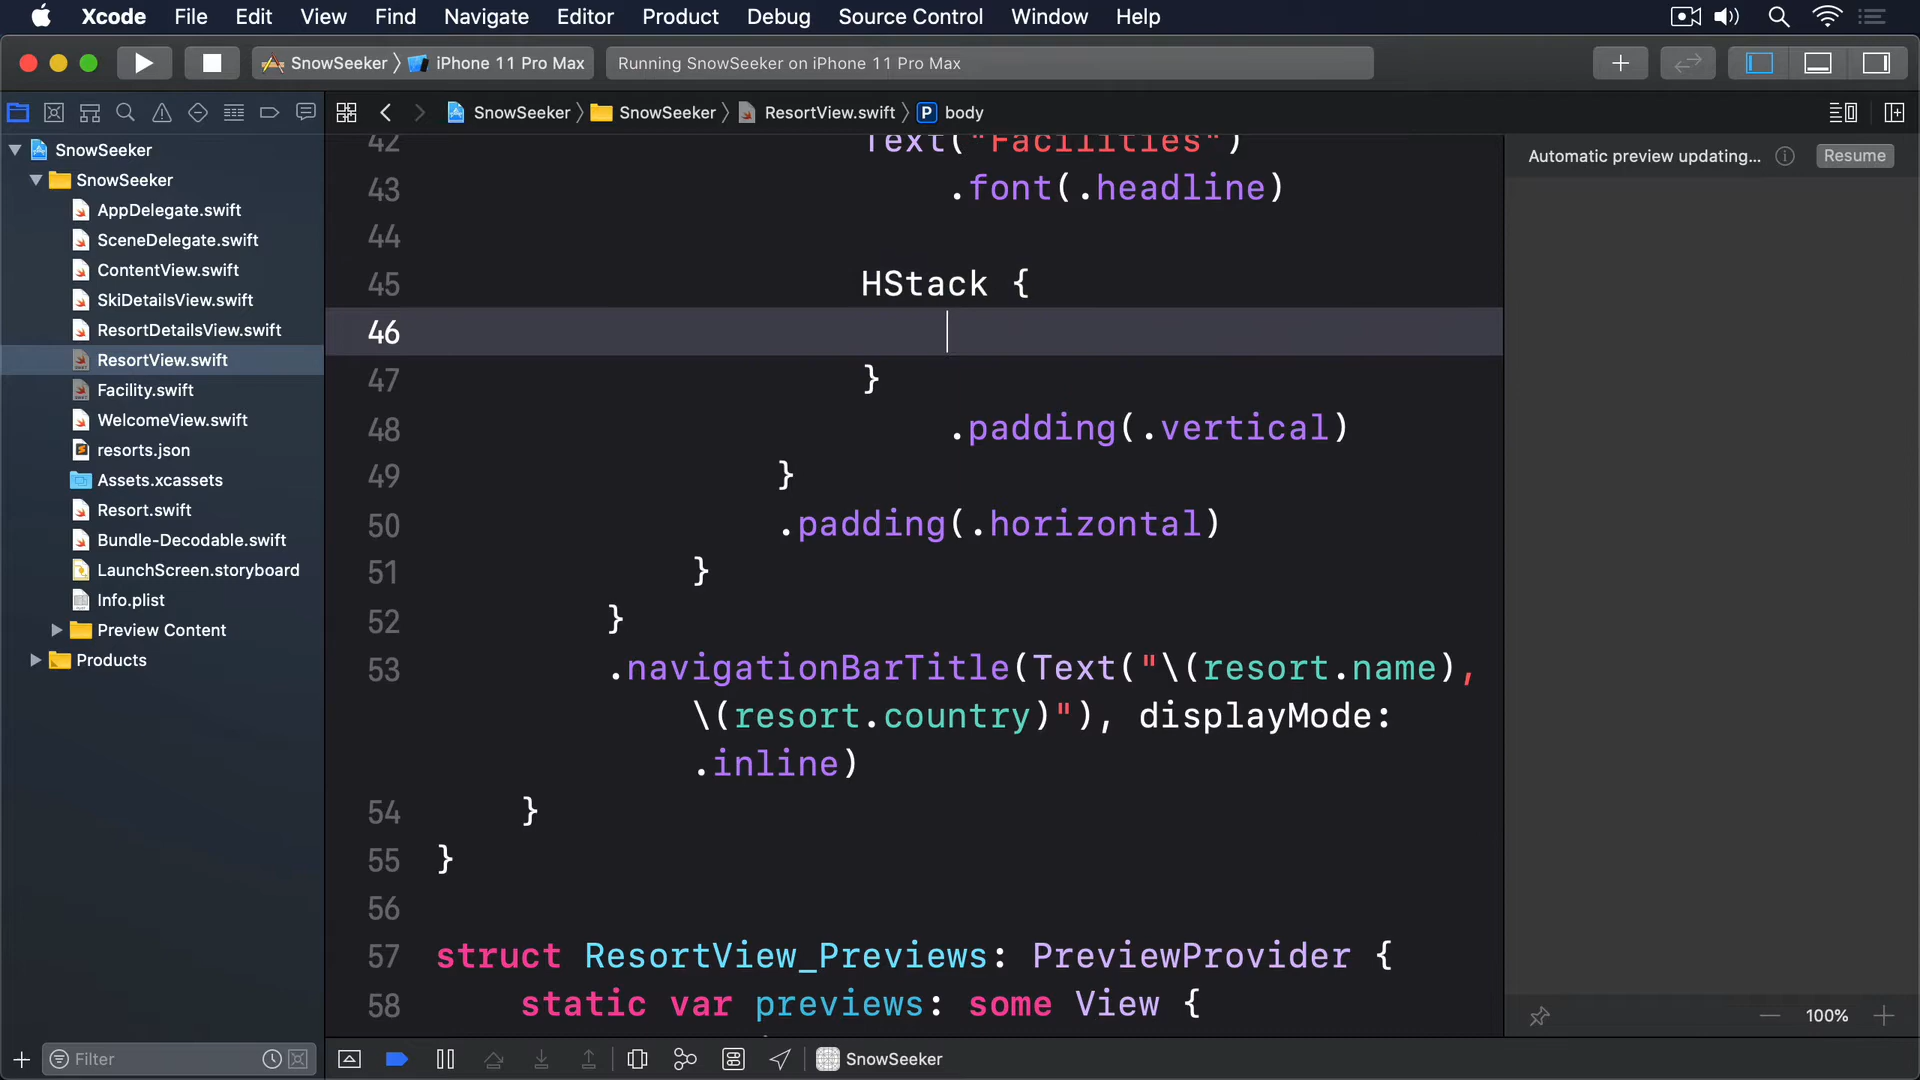 Xcode File Edit View Find Navigate Editor Product Debug Source Control Window Help
SnowSeeker 〉 iPhone 11 Pro Max
Running SnowSeeker on iPhone 11 Pro Max
SnowSeeker 〉 SnowSeeker 〉 ResortView.swift 〉 P body
SnowSeeker
SnowSeeker
AppDelegate.swift
SceneDelegate.swift
ContentView.swift
SkiDetailsView.swift
ResortDetailsView.swift
ResortView.swift
Facility.swift
WelcomeView.swift
resorts.json
Assets.xcassets
Resort.swift
Bundle-Decodable.swift
LaunchScreen.storyboard
Info.plist
Preview Content
Products
Filter
42 Text("Facilities")
43 .font(.headline)
44
45 HStack {
46
47 }
48 .padding(.vertical)
49 }
50 .padding(.horizontal)
51 }
52 }
53 .navigationBarTitle(Text("\(resort.name),
\(resort.country)"), displayMode:
.inline)
54 }
55 }
56
57 struct ResortView_Previews: PreviewProvider {
58 static var previews: some View {
SnowSeeker
Automatic preview updating... Resume
100%